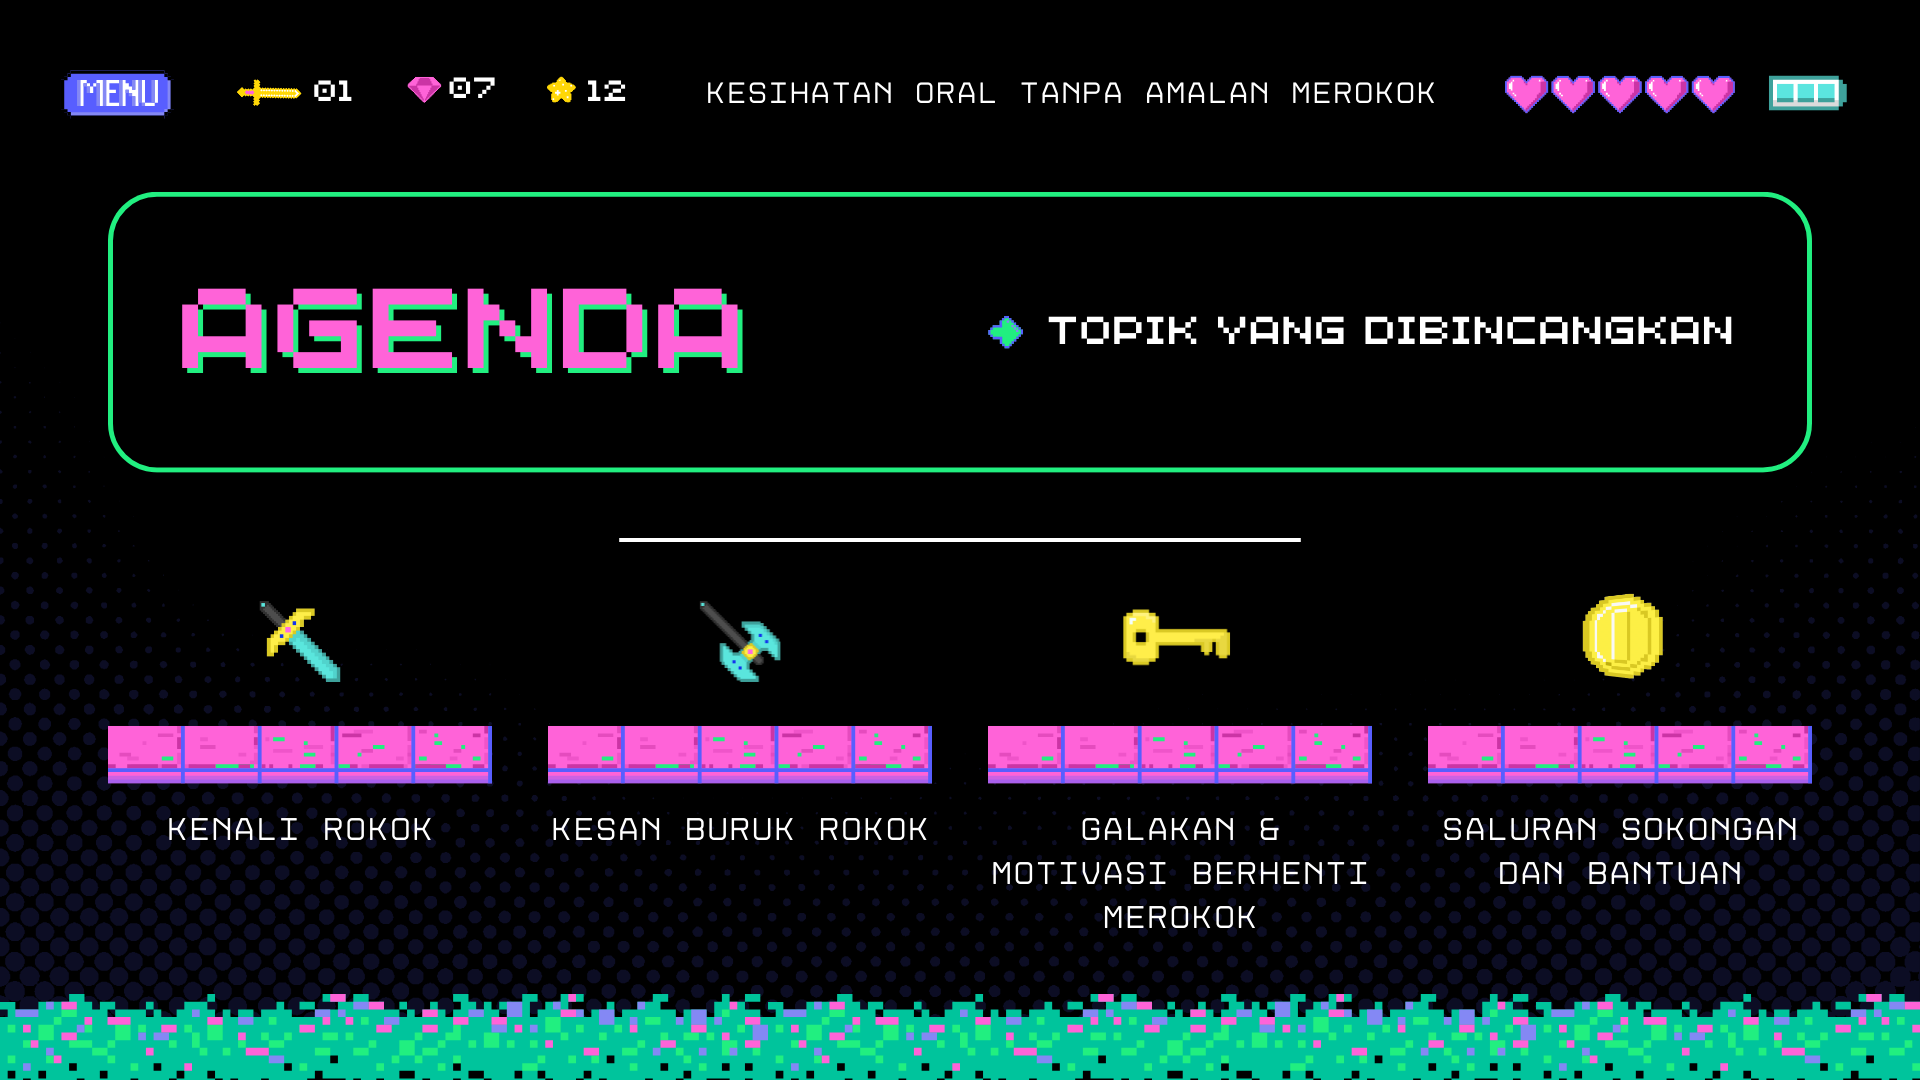 MENU
01
07
12
KESIHATAN ORAL TANPA AMALAN MEROKOK
AGENDA
TOPIK YANG DIBINCANGKAN
KENALI ROKOK
KESAN BURUK ROKOK
GALAKAN &
MOTIVASI BERHENTI
MEROKOK
SALURAN SOKONGAN
DAN BANTUAN